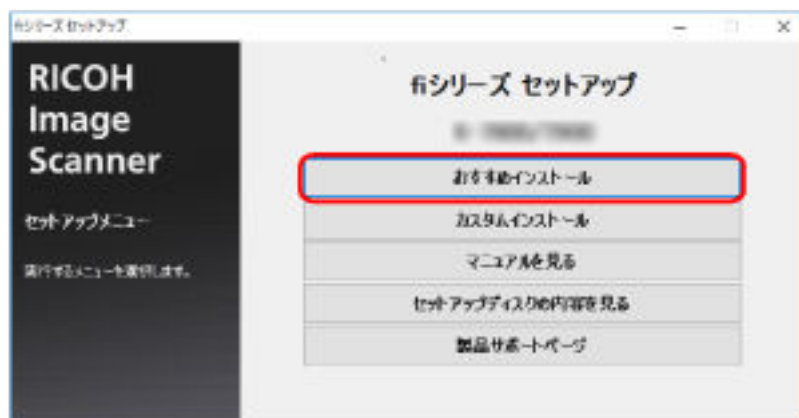 fiシリーズ セットアップ
RICOH
Image
Scanner
セットアップメニュー
実行するメニューを選択します。
fiシリーズ セットアップ
おすすめインストール
カスタムインストール
マニュアルを見る
セットアップディスクの内容を見る
製品サポートページ